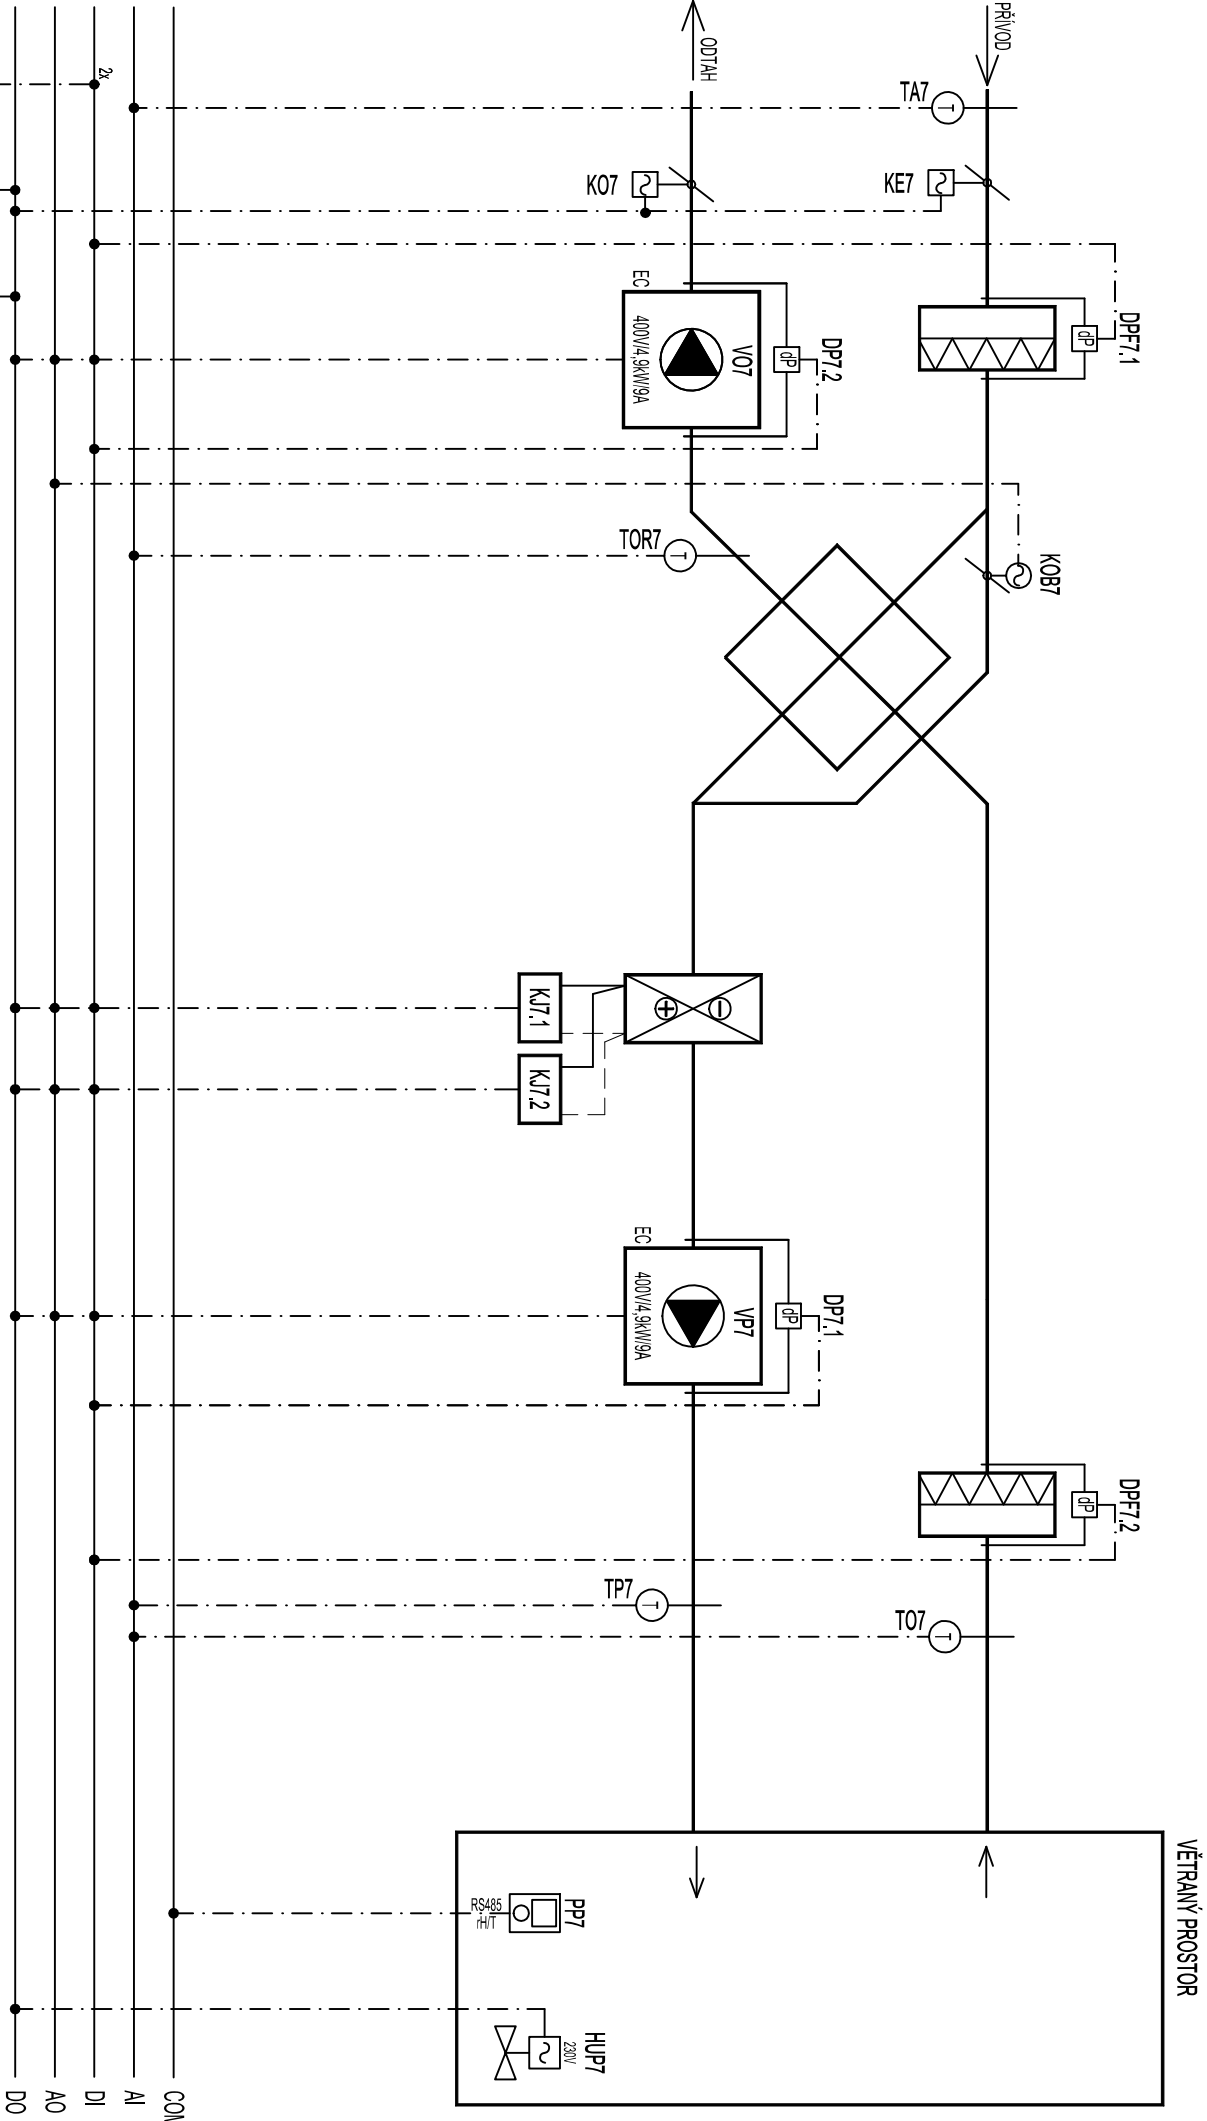 PŘÍVOD
ODTAH
2x
TA7
KO7
KE7
DPF7.1
dP
EC
400V/4,9kW/9A
VO7
dP
DP7.2
TOR7
T
KOB7
KJ7.1
KJ7.2
EC
400V/4,9kW/9A
VP7
dP
DP7.1
DPF7.2
dP
TP7
T
TO7
T
T
VĚTRANÝ PROSTOR
PP7
RS485
rH/T
HUP7
230V
COM
AI
DI
AO
DO